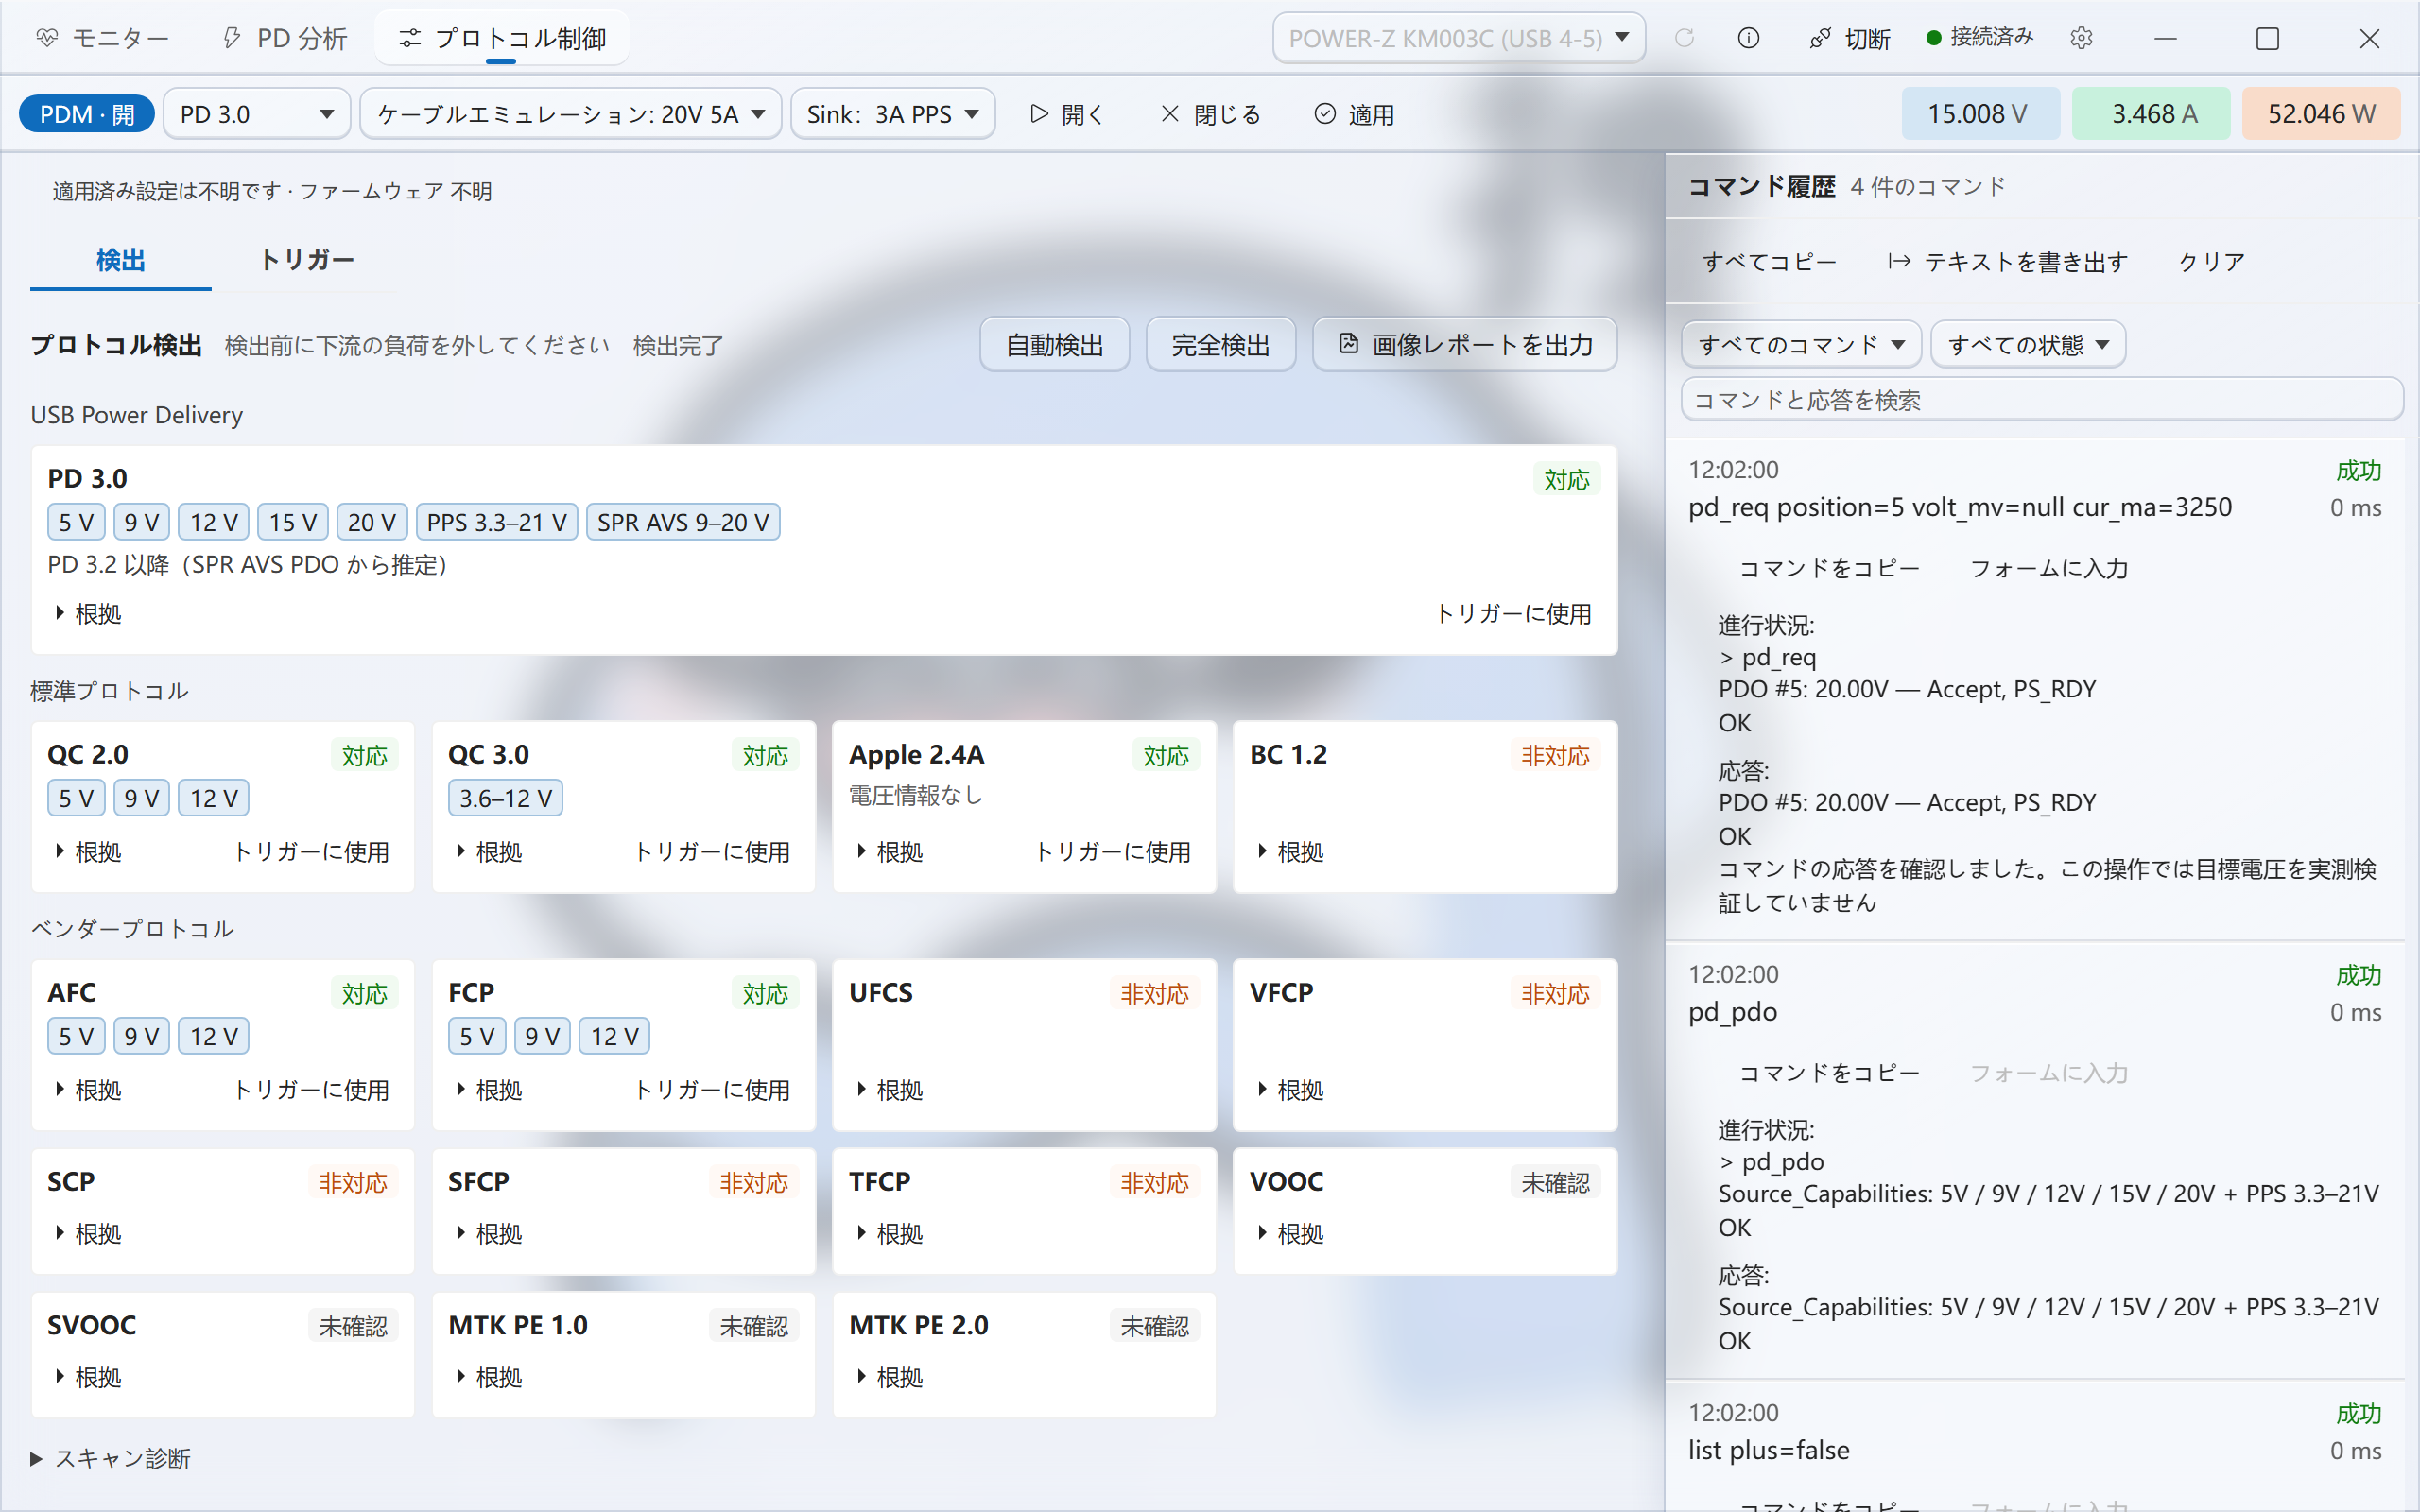 モニター
PD 分析
プロトコル制御
POWER-Z KM003C (USB 4-5)
切断
接続済み
PDM · 開
PD 3.0
ケーブルエミュレーション: 20V 5A
Sink: 3A PPS
開く
閉じる
適用
15.008 V
3.468 A
52.046 W
適用済み設定は不明です · ファームウェア 不明
検出
トリガー
プロトコル検出 検出前に下流の負荷を外してください 検出完了
自動検出
完全検出
画像レポートを出力
USB Power Delivery
PD 3.0 対応
5 V 9 V 12 V 15 V 20 V PPS 3.3–21 V SPR AVS 9–20 V
PD 3.2 以降（SPR AVS PDO から推定）
根拠 トリガーに使用
標準プロトコル
QC 2.0 対応
5 V 9 V 12 V
根拠 トリガーに使用
QC 3.0 対応
3.6–12 V
根拠 トリガーに使用
Apple 2.4A 対応
電圧情報なし
根拠 トリガーに使用
BC 1.2 非対応
根拠
ベンダープロトコル
AFC 対応
5 V 9 V 12 V
根拠 トリガーに使用
FCP 対応
5 V 9 V 12 V
根拠 トリガーに使用
UFCS 非対応
根拠
VFCP 非対応
根拠
SCP 非対応
根拠
SFCP 非対応
根拠
TFCP 非対応
根拠
VOOC 未確認
根拠
SVOOC 未確認
根拠
MTK PE 1.0 未確認
根拠
MTK PE 2.0 未確認
根拠
スキャン診断
コマンド履歴 4 件のコマンド
すべてコピー
テキストを書き出す
クリア
すべてのコマンド
すべての状態
コマンドと応答を検索
12:02:00 成功
pd_req position=5 volt_mv=null cur_ma=3250 0 ms
コマンドをコピー フォームに入力
進行状況:
> pd_req
PDO #5: 20.00V — Accept, PS_RDY
OK
応答:
PDO #5: 20.00V — Accept, PS_RDY
OK
コマンドの応答を確認しました。この操作では目標電圧を実測検
証していません
12:02:00 成功
pd_pdo 0 ms
コマンドをコピー フォームに入力
進行状況:
> pd_pdo
Source_Capabilities: 5V / 9V / 12V / 15V / 20V + PPS 3.3–21V
OK
応答:
Source_Capabilities: 5V / 9V / 12V / 15V / 20V + PPS 3.3–21V
OK
12:02:00 成功
list plus=false 0 ms
コマンドをコピー フォームに入力